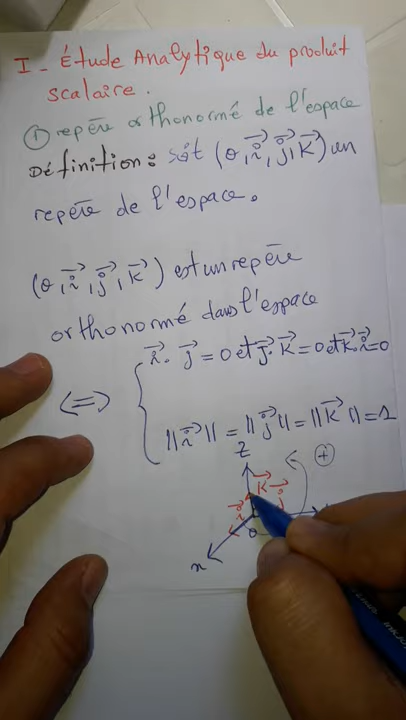 I - Étude Analytique du produit
scalaire.
① repère orthonormé de l'espace
Définition: soit (o, i⃗, j⃗, k⃗) un
repère de l'espace.
(o, i⃗, j⃗, k⃗) est un repère
orthonormé dans l'espace
⟺ { i⃗ . j⃗ = 0 et j⃗ . k⃗ = 0 et k⃗ . i⃗ = 0
||i⃗|| = ||j⃗|| = ||k⃗|| = 1
z
+
k⃗
i⃗ j⃗
o
x